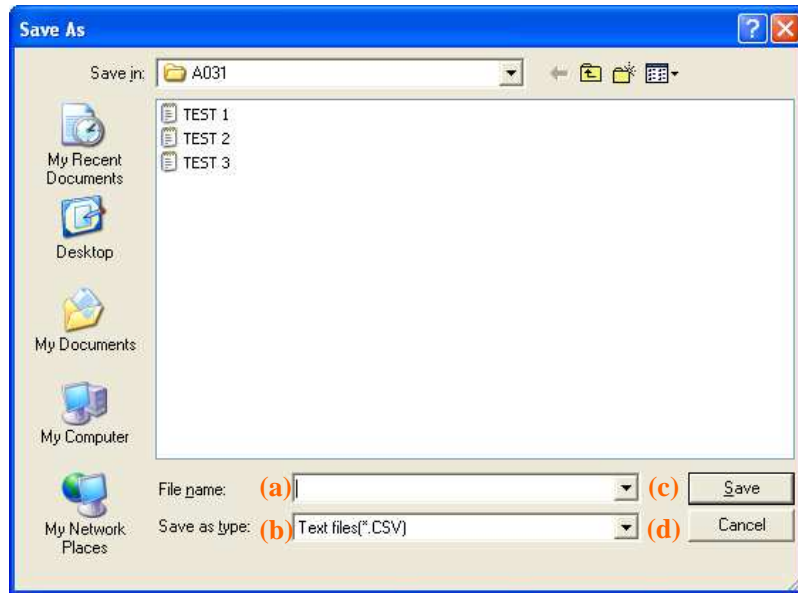 Save As
Save in: A031
TEST 1
TEST 2
TEST 3
My Recent
Documents
Desktop
My Documents
My Computer
My Network
Places
File name: (a) (c) Save
Save as type: (b) Text files(*.CSV) (d) Cancel